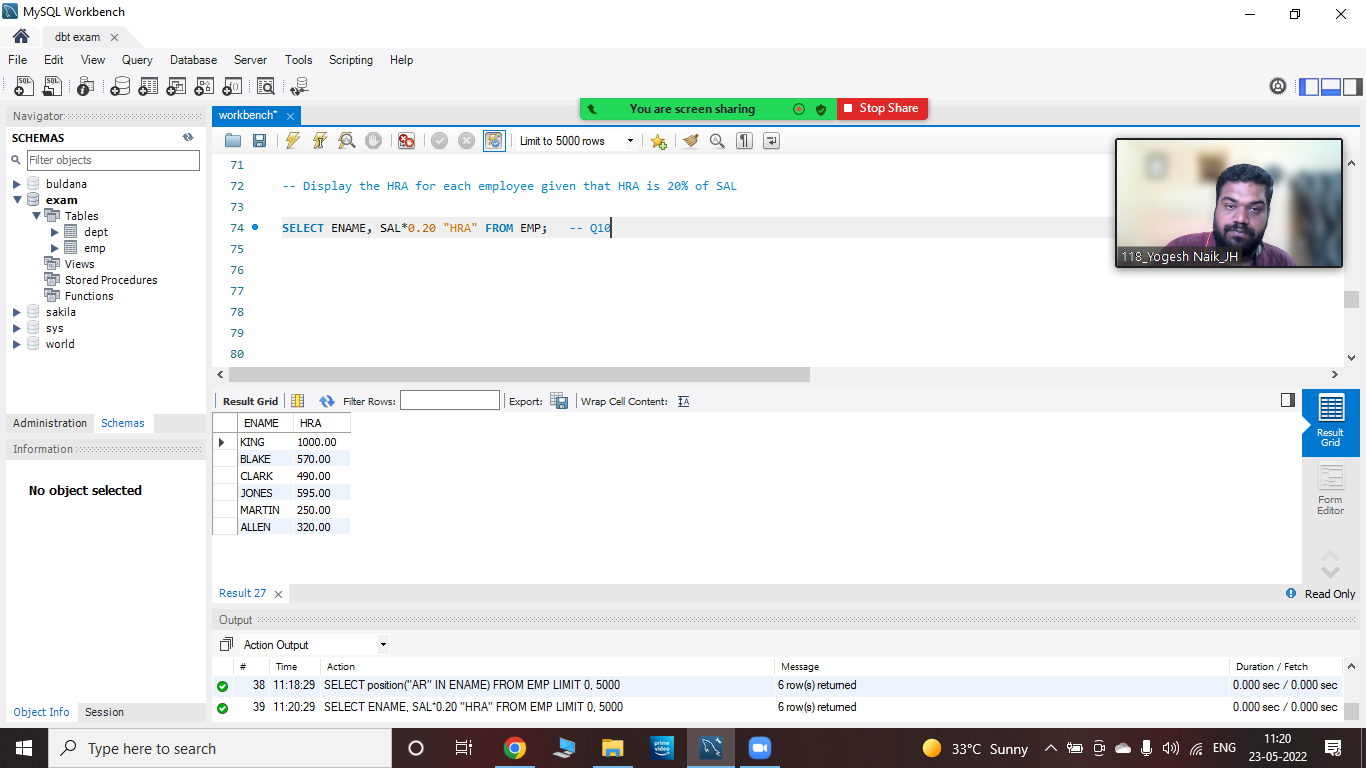 MySQL Workbench
dbt exam
File Edit View Query Database Server Tools Scripting Help
Navigator
SCHEMAS
Filter objects
buldana
exam
Tables
dept
emp
Views
Stored Procedures
Functions
sakila
sys
world
Administration Schemas
Information
No object selected
Object Info Session
workbench*
You are screen sharing Stop Share
Limit to 5000 rows
71
72 -- Display the HRA for each employee given that HRA is 20% of SAL
73
74 SELECT ENAME, SAL*0.20 "HRA" FROM EMP; -- Q10
75
76
77
78
79
80
118_Yogesh Naik_JH
Result Grid Filter Rows: Export: Wrap Cell Content:
ENAME HRA
KING 1000.00
BLAKE 570.00
CLARK 490.00
JONES 595.00
MARTIN 250.00
ALLEN 320.00
Result
Grid
Form
Editor
Result 27 Read Only
Output
Action Output
# Time Action Message Duration / Fetch
38 11:18:29 SELECT position("AR" IN ENAME) FROM EMP LIMIT 0, 5000 6 row(s) returned 0.000 sec / 0.000 sec
39 11:20:29 SELECT ENAME, SAL*0.20 "HRA" FROM EMP LIMIT 0, 5000 6 row(s) returned 0.000 sec / 0.000 sec
Type here to search
prime video
33°C Sunny
ENG
11:20
23-05-2022